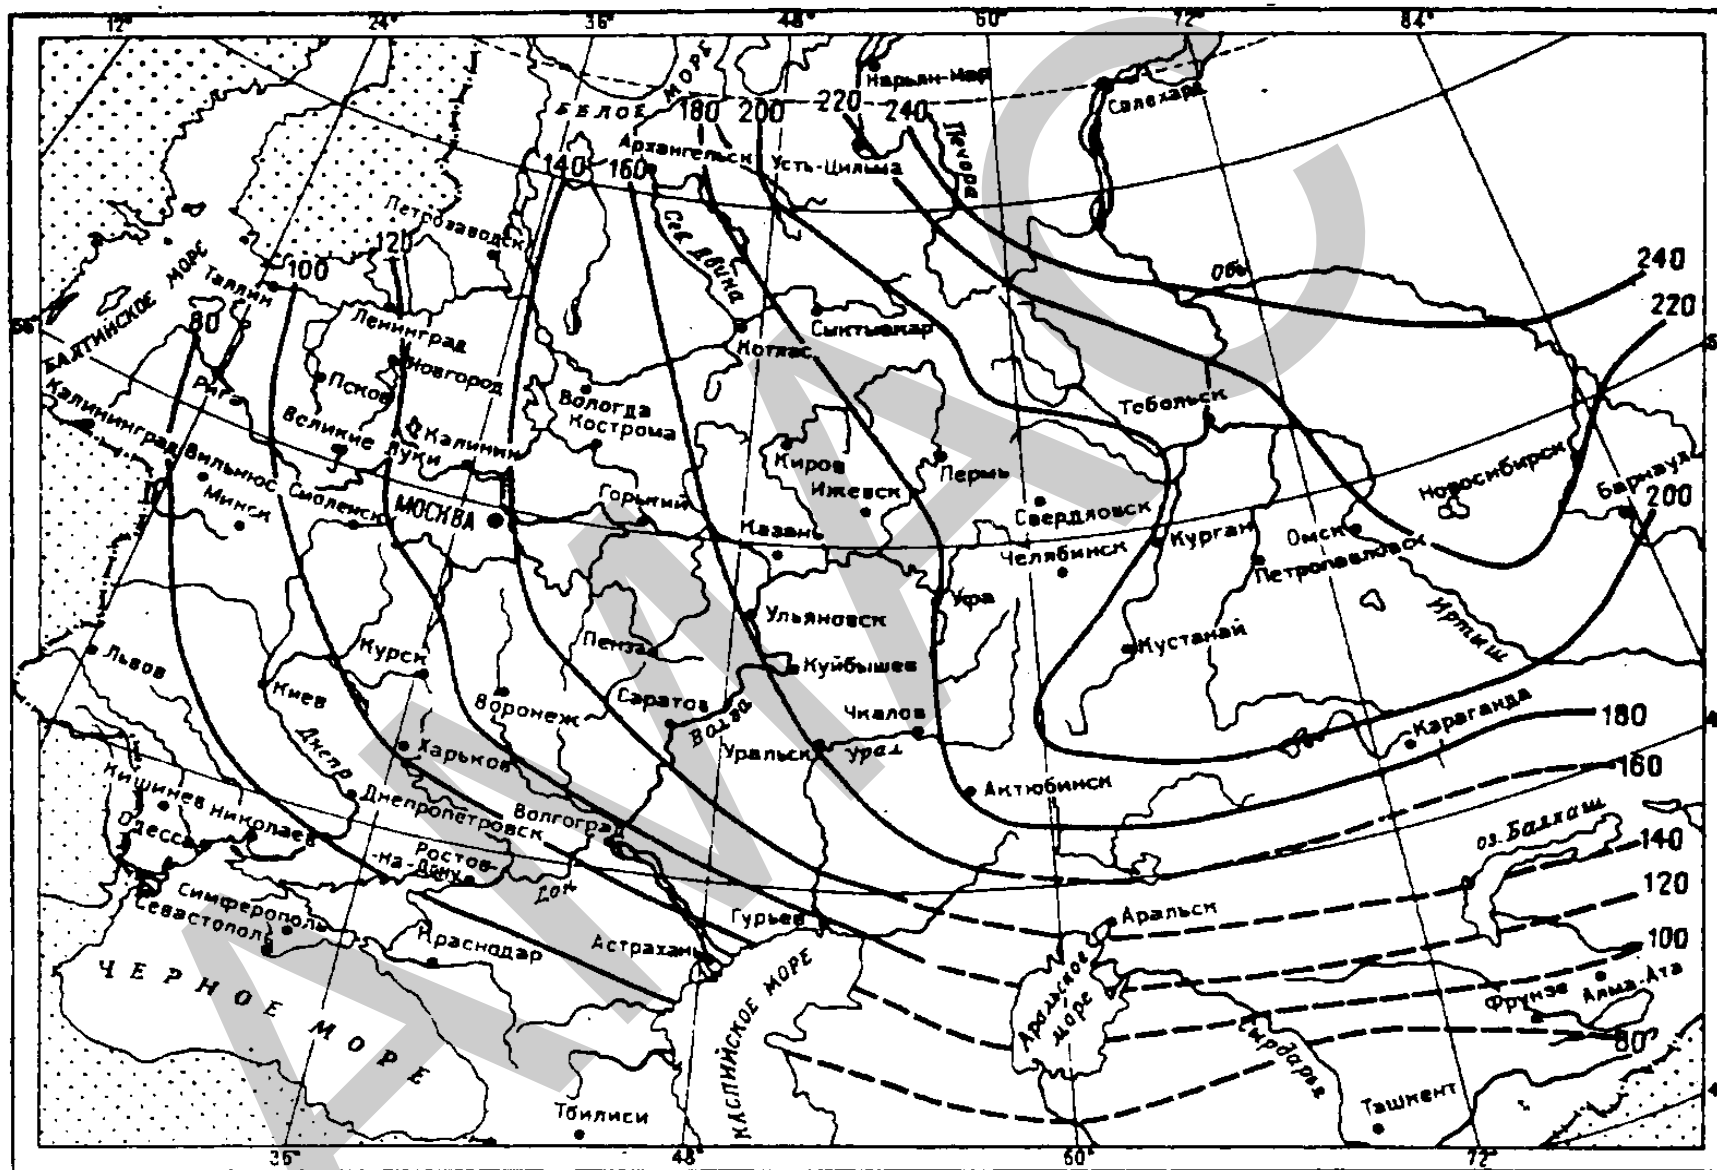 12° 24° 36° 48° 60° 72° 84°
Нарьян-Мар
Салехард
БЕЛОЕ МОРЕ
180 200 220 240
Печора
140 160
Архангельск
Усть-Цильма
Сев Двина
Петрозаводск
120
100
80
Обь
240
220
БАЛТИЙСКОЕ МОРЕ
Таллин
56°
Ленинград
Сыктывкар
Котлас
Рига
Псков
Новгород
Вологда
Кострома
Тобольск
Калининград
Вильнюс
Великие Луки
Калинин
Киров
Пермь
Новосибирск
Барнаул
200
Минск
Смоленск
МОСКВА
Горький
Ижевск
Свердловск
Казань
Челябинск
Курган
Омск
Петропавловск
Ульяновск
Уфа
Иртыш
Кустанай
Львов
Курск
Пенза
Куйбышев
Киев
Воронеж
Саратов
Волга
Чкалов
Караганда
180
Днепр
Харьков
Уральск
Урал
160
Кишинев
Николаев
Днепропетровск
Волгоград
Актюбинск
Одесса
Ростов
-на-Дону
Дон
оз. Балхаш
140
120
Симферополь
Севастополь
Гурьев
Аральск
Краснодар
Астрахань
100
ЧЕРНОЕ МОРЕ
КАСПИЙСКОЕ МОРЕ
Аральское
море
Сырдарья
Фрунзе
Алма-Ата
80
Тбилиси
Ташкент
36° 48° 60° 72°
АМАС